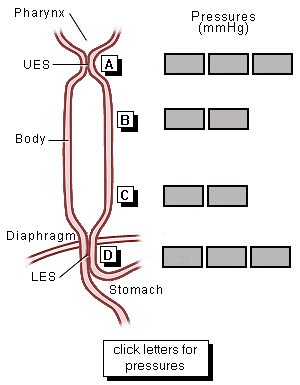 Pharynx
Pressures
(mmHg)
UES
A
B
Body
C
Diaphragm
D
LES
Stomach
click letters for
pressures